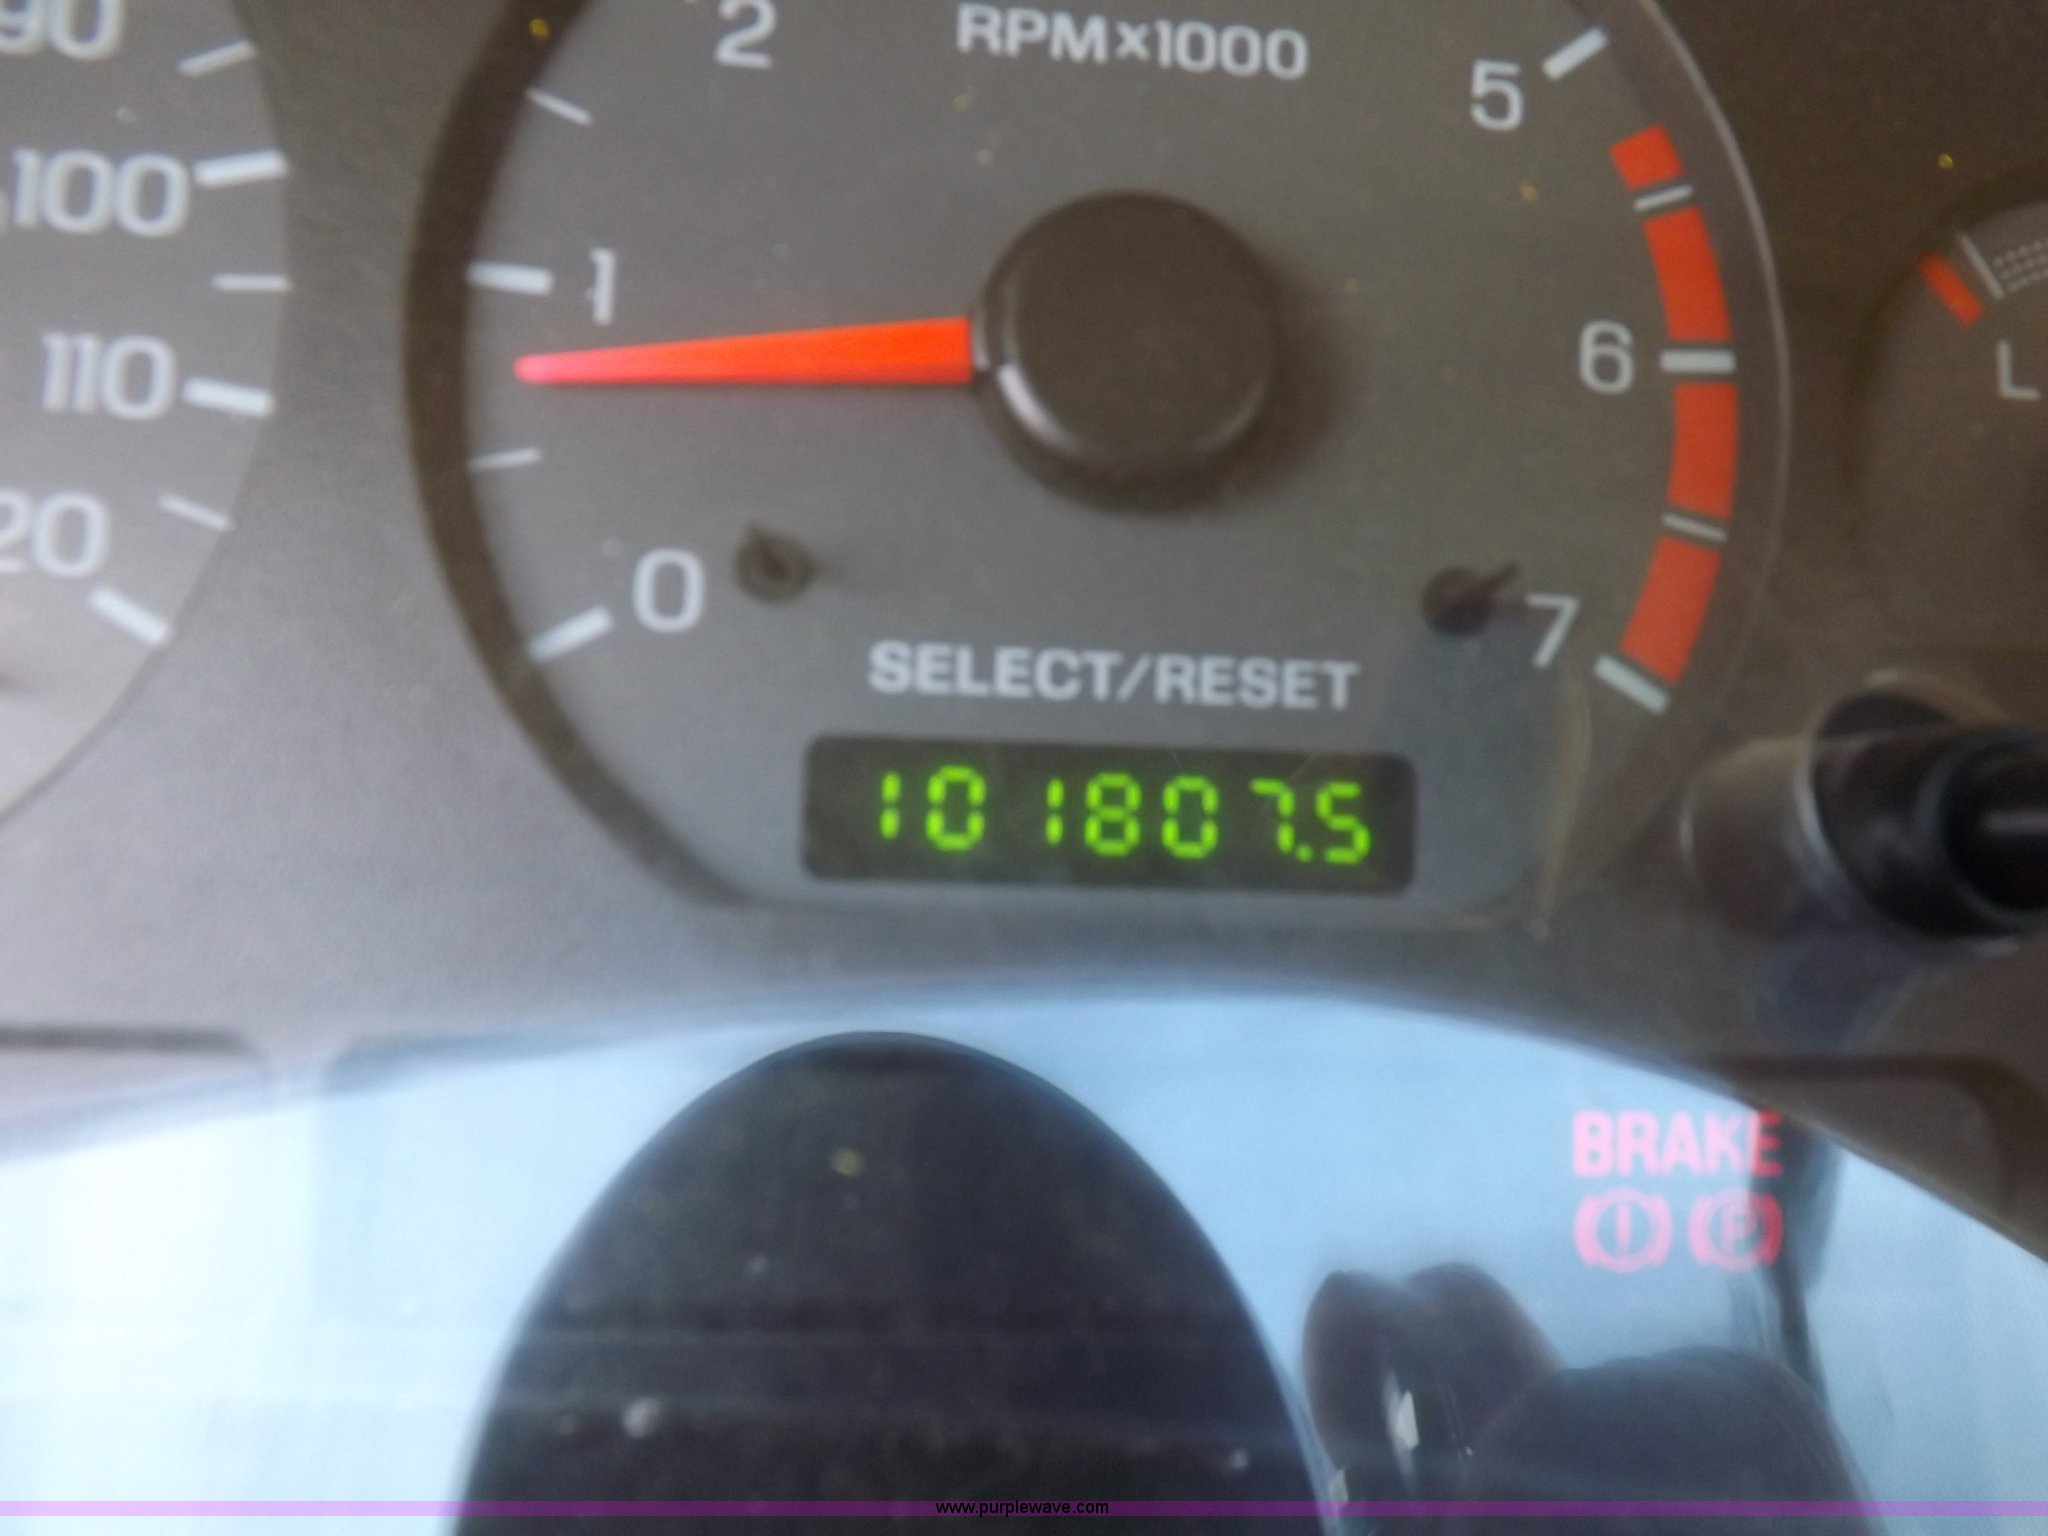 90
2
RPM×1000
5
100
1
110
6
L
20
0
7
SELECT/RESET
101807.5
BRAKE
(!) (P)
www.purplewave.com